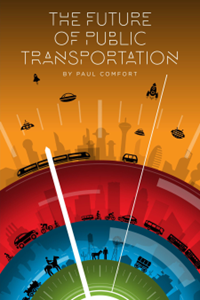 THE FUTURE
OF PUBLIC
TRANSPORTATION
BY PAUL COMFORT